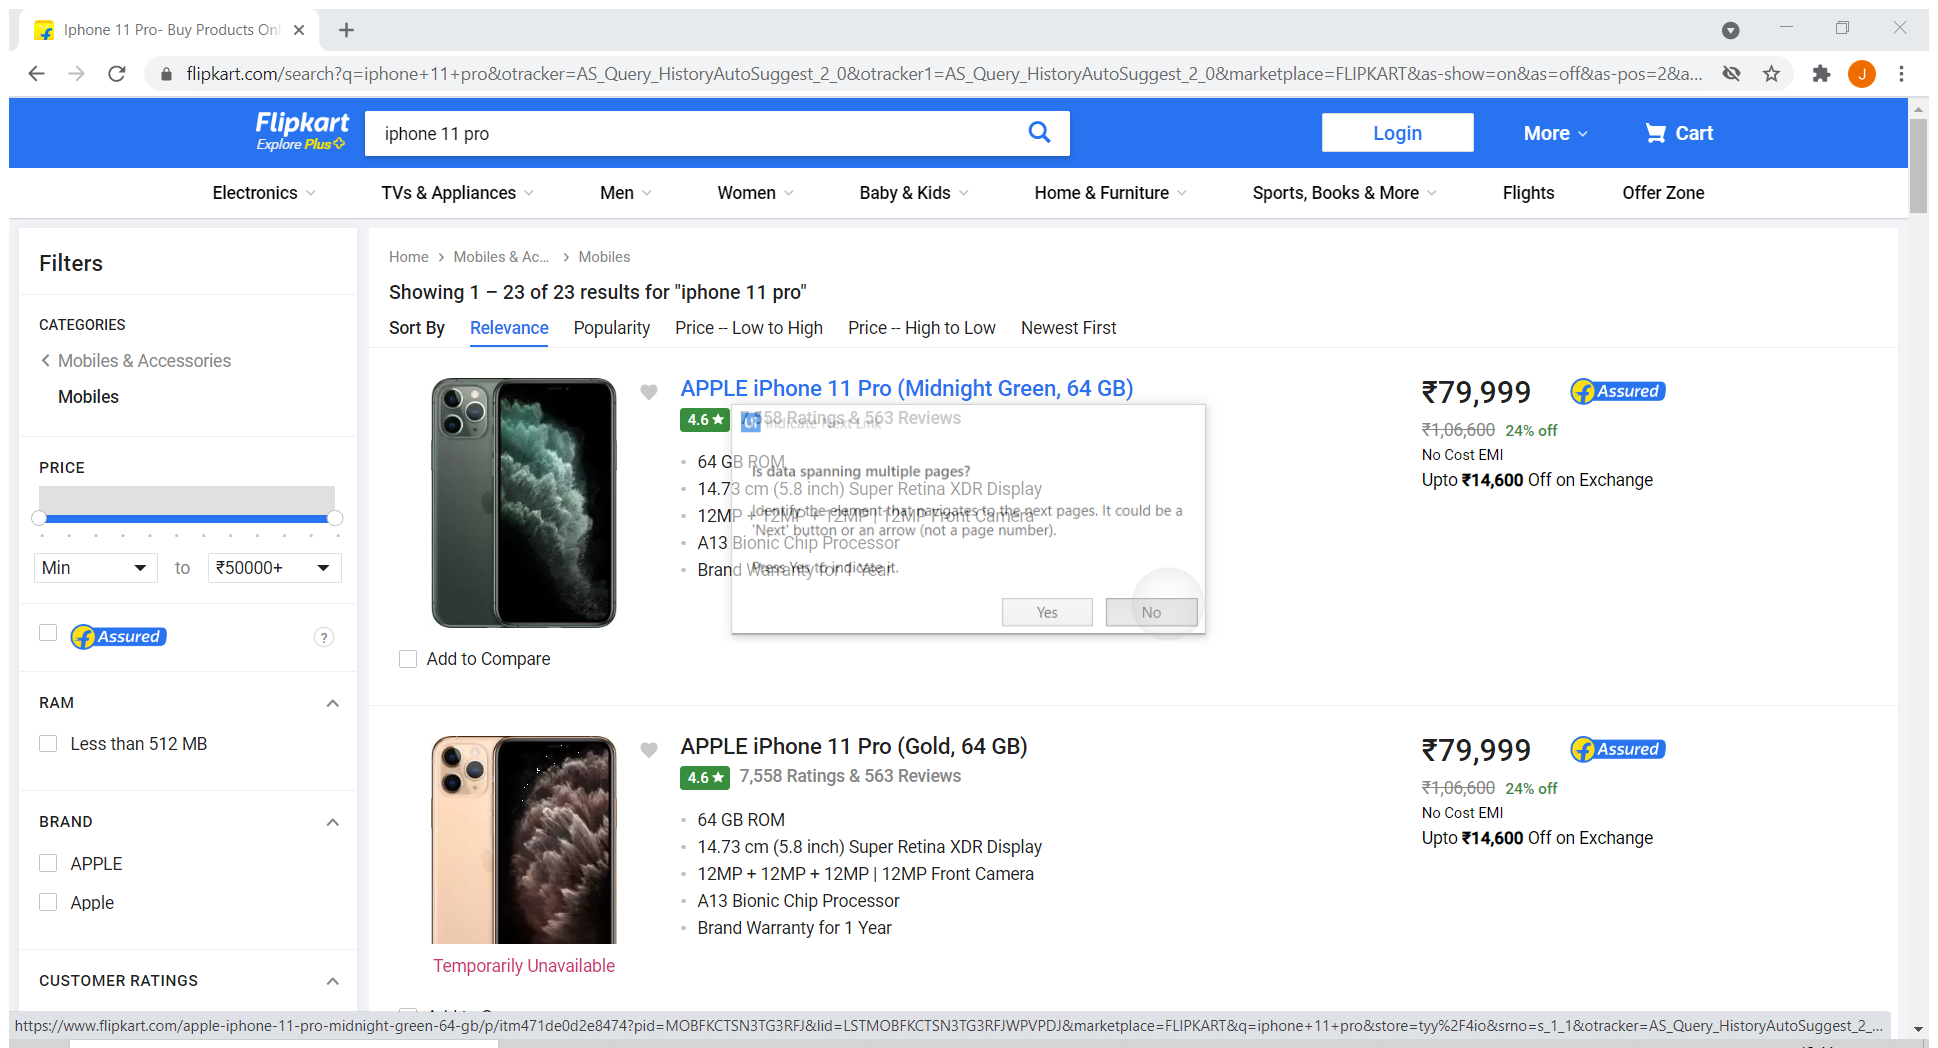 Iphone 11 Pro- Buy Products Onl
flipkart.com/search?q=iphone+11+pro&otracker=AS_Query_HistoryAutoSuggest_2_0&otracker1=AS_Query_HistoryAutoSuggest_2_0&marketplace=FLIPKART&as-show=on&as=off&as-pos=2&a...
J
Flipkart
Explore Plus
iphone 11 pro
Login
More
Cart
Electronics
TVs & Appliances
Men
Women
Baby & Kids
Home & Furniture
Sports, Books & More
Flights
Offer Zone
Filters
CATEGORIES
Mobiles & Accessories
Mobiles
PRICE
Min to ₹50000+
Assured
?
RAM
Less than 512 MB
BRAND
APPLE
Apple
CUSTOMER RATINGS
Home > Mobiles & Ac... > Mobiles
Showing 1 – 23 of 23 results for "iphone 11 pro"
Sort By Relevance Popularity Price -- Low to High Price -- High to Low Newest First
APPLE iPhone 11 Pro (Midnight Green, 64 GB)
4.6★ 7,558 Ratings & 563 Reviews
64 GB ROM
14.73 cm (5.8 inch) Super Retina XDR Display
12MP + 12MP + 12MP | 12MP Front Camera
A13 Bionic Chip Processor
Brand Warranty for 1 Year
Add to Compare
₹79,999
Assured
₹1,06,600 24% off
No Cost EMI
Upto ₹14,600 Off on Exchange
Indicate Next Link
Is data spanning multiple pages?
Identify the element that navigates to the next pages. It could be a
'Next' button or an arrow (not a page number).
Press Yes to indicate it.
Yes
No
APPLE iPhone 11 Pro (Gold, 64 GB)
4.6★ 7,558 Ratings & 563 Reviews
64 GB ROM
14.73 cm (5.8 inch) Super Retina XDR Display
12MP + 12MP + 12MP | 12MP Front Camera
A13 Bionic Chip Processor
Brand Warranty for 1 Year
Temporarily Unavailable
₹79,999
Assured
₹1,06,600 24% off
No Cost EMI
Upto ₹14,600 Off on Exchange
https://www.flipkart.com/apple-iphone-11-pro-midnight-green-64-gb/p/itm471de0d2e8474?pid=MOBFKCTSN3TG3RFJ&lid=LSTMOBFKCTSN3TG3RFJWPVPDJ&marketplace=FLIPKART&q=iphone+11+pro&store=tyy%2F4io&srno=s_1_1&otracker=AS_Query_HistoryAutoSuggest_2_...